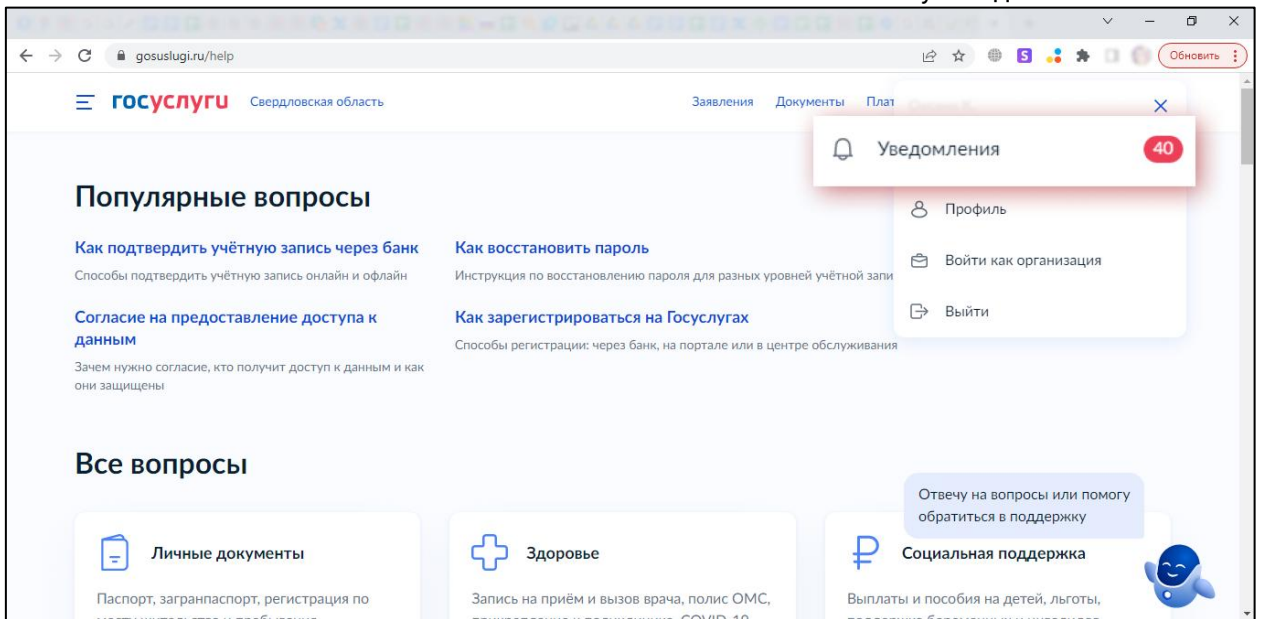 gosuslugi.ru/help
Обновить
госуслуги Свердловская область Заявления Документы Плат
Уведомления 40
Профиль
Войти как организация
Выйти
Популярные вопросы
Как подтвердить учётную запись через банк
Способы подтвердить учётную запись онлайн и офлайн
Как восстановить пароль
Инструкция по восстановлению пароля для разных уровней учётной запи
Согласие на предоставление доступа к
данным
Зачем нужно согласие, кто получит доступ к данным и как
они защищены
Как зарегистрироваться на Госуслугах
Способы регистрации: через банк, на портале или в центре обслуживания
Все вопросы
Отвечу на вопросы или помогу
обратиться в поддержку
Личные документы
Паспорт, загранпаспорт, регистрация по
Здоровье
Запись на приём и вызов врача, полис ОМС,
Социальная поддержка
Выплаты и пособия на детей, льготы,